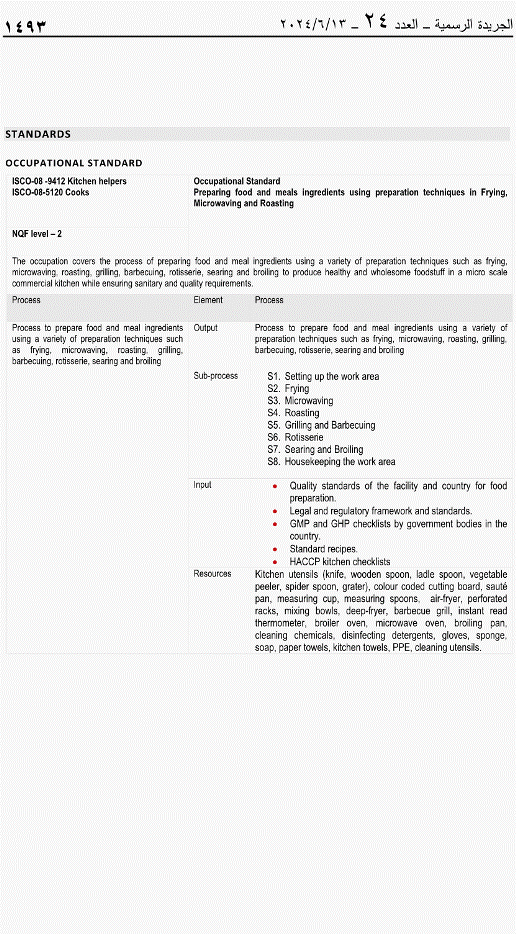 الجريدة الرسمية – العدد ٢٤ – ٢٠٢٤/٦/١٣
١٤٩٣
STANDARDS
OCCUPATIONAL STANDARD
ISCO-08 -9412 Kitchen helpers
ISCO-08-5120 Cooks
Occupational Standard
Preparing food and meals ingredients using preparation techniques in Frying,
Microwaving and Roasting
NQF level – 2
The occupation covers the process of preparing food and meal ingredients using a variety of preparation techniques such as frying,
microwaving, roasting, grilling, barbecuing, rotisserie, searing and broiling to produce healthy and wholesome foodstuff in a micro scale
commercial kitchen while ensuring sanitary and quality requirements.
Process
Element
Process
Process to prepare food and meal ingredients
using a variety of preparation techniques such
as frying, microwaving, roasting, grilling,
barbecuing, rotisserie, searing and broiling
Output
Process to prepare food and meal ingredients using a variety of
preparation techniques such as frying, microwaving, roasting, grilling,
barbecuing, rotisserie, searing and broiling
Sub-process
S1. Setting up the work area
S2. Frying
S3. Microwaving
S4. Roasting
S5. Grilling and Barbecuing
S6. Rotisserie
S7. Searing and Broiling
S8. Housekeeping the work area
Input
• Quality standards of the facility and country for food
preparation.
• Legal and regulatory framework and standards.
• GMP and GHP checklists by government bodies in the
country.
• Standard recipes.
• HACCP kitchen checklists
Resources
Kitchen utensils (knife, wooden spoon, ladle spoon, vegetable
peeler, spider spoon, grater), colour coded cutting board, sauté
pan, measuring cup, measuring spoons, air-fryer, perforated
racks, mixing bowls, deep-fryer, barbecue grill, instant read
thermometer, broiler oven, microwave oven, broiling pan,
cleaning chemicals, disinfecting detergents, gloves, sponge,
soap, paper towels, kitchen towels, PPE, cleaning utensils.